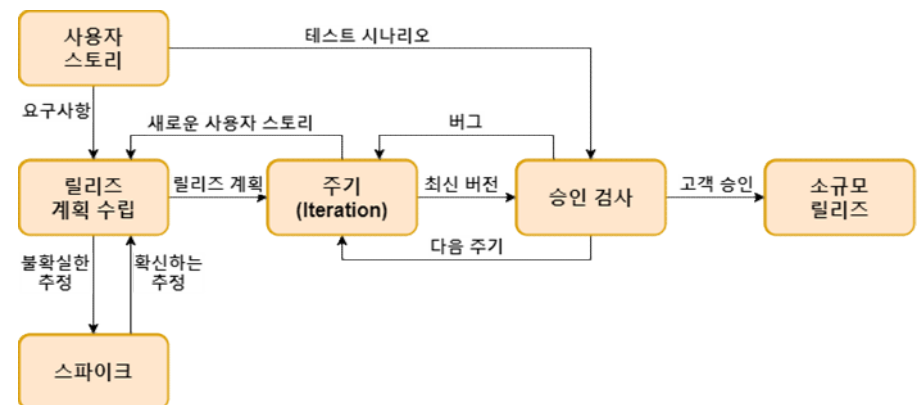 사용자
스토리
테스트 시나리오
요구사항
새로운 사용자 스토리
버그
릴리즈
계획 수립
릴리즈 계획
주기
(Iteration)
최신 버전
승인 검사
고객 승인
소규모
릴리즈
다음 주기
불확실한
추정
확신하는
추정
스파이크